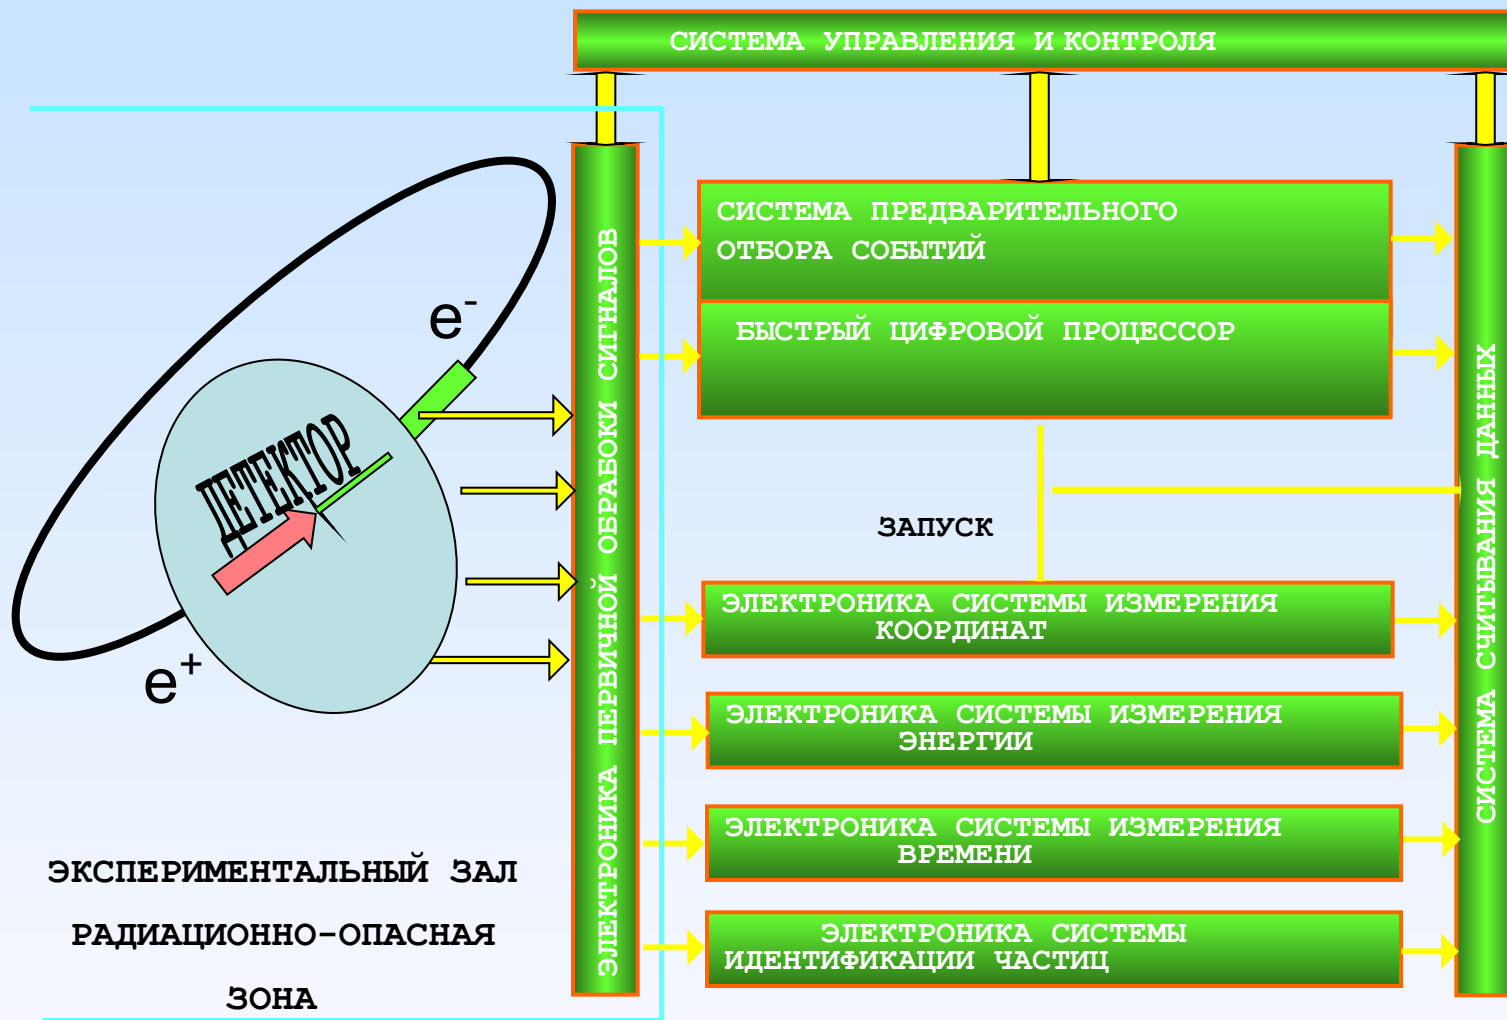 СИСТЕМА УПРАВЛЕНИЯ И КОНТРОЛЯ
СИСТЕМА ПРЕДВАРИТЕЛЬНОГО
ОТБОРА СОБЫТИЙ
БЫСТРЫЙ ЦИФРОВОЙ ПРОЦЕССОР
e-
ДЕТЕКТОР
e+
ЭЛЕКТРОНИКА ПЕРВИЧНОЙ ОБРАБОКИ СИГНАЛОВ
ЗАПУСК
ЭЛЕКТРОНИКА СИСТЕМЫ ИЗМЕРЕНИЯ
КООРДИНАТ
ЭЛЕКТРОНИКА СИСТЕМЫ ИЗМЕРЕНИЯ
ЭНЕРГИИ
ЭЛЕКТРОНИКА СИСТЕМЫ ИЗМЕРЕНИЯ
ВРЕМЕНИ
ЭЛЕКТРОНИКА СИСТЕМЫ
ИДЕНТИФИКАЦИИ ЧАСТИЦ
СИСТЕМА СЧИТЫВАНИЯ ДАННЫХ
ЭКСПЕРИМЕНТАЛЬНЫЙ ЗАЛ
РАДИАЦИОННО-ОПАСНАЯ
ЗОНА